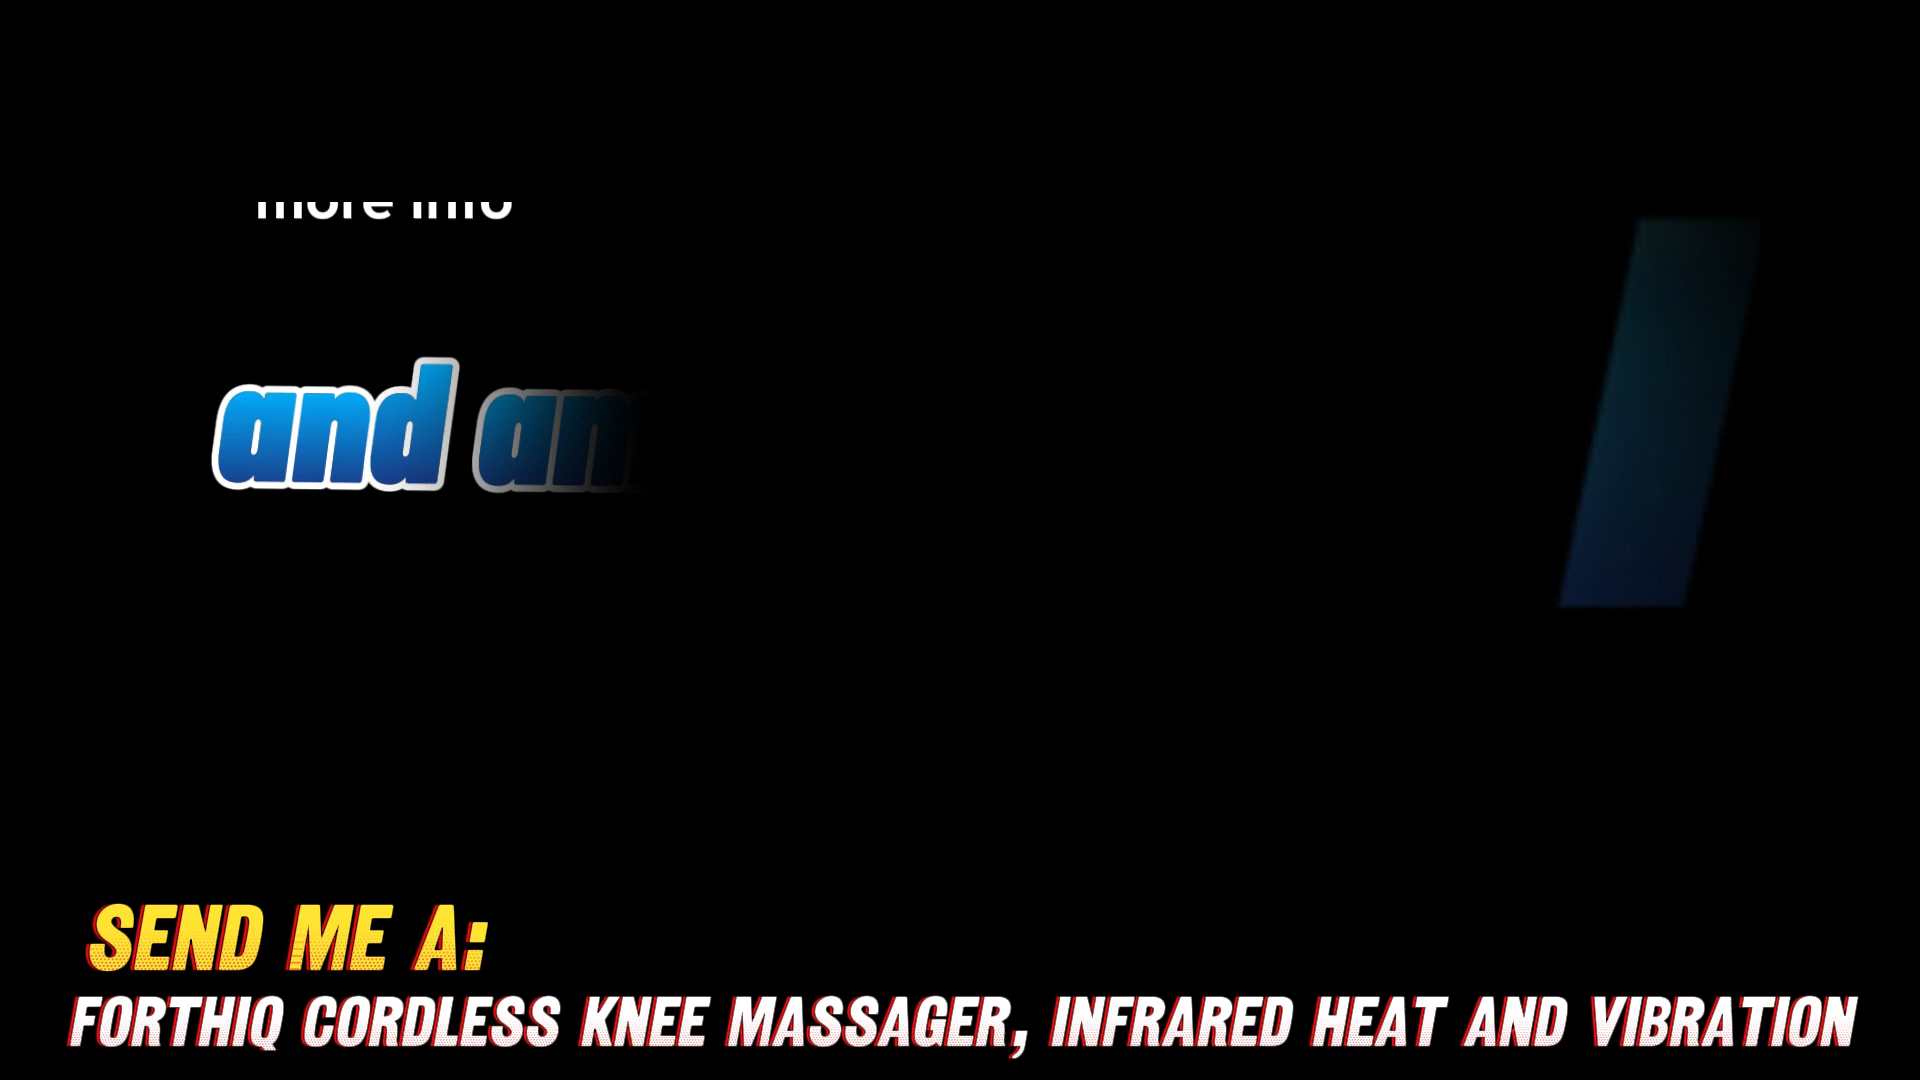 more info
and
SEND ME A:
FORTHIQ CORDLESS KNEE MASSAGER, INFRARED HEAT AND VIBRATION